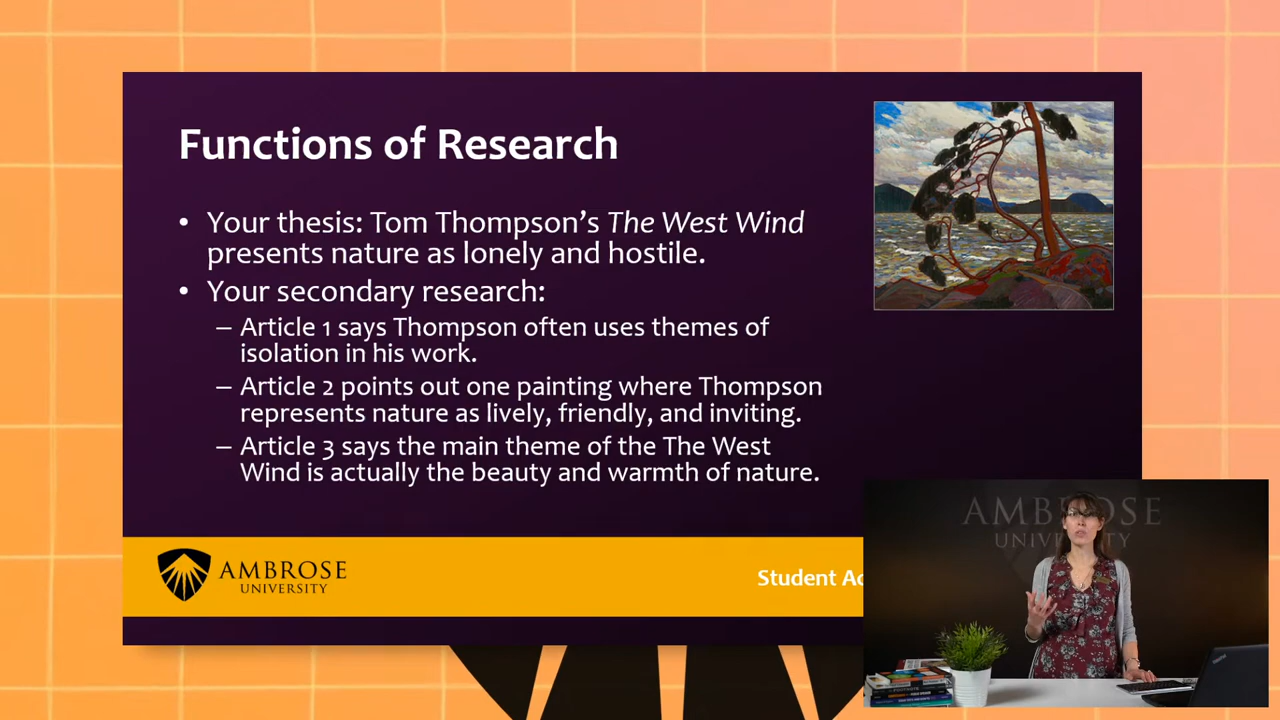 Functions of Research
• Your thesis: Tom Thompson’s The West Wind
presents nature as lonely and hostile.
• Your secondary research:
– Article 1 says Thompson often uses themes of
isolation in his work.
– Article 2 points out one painting where Thompson
represents nature as lively, friendly, and inviting.
– Article 3 says the main theme of the The West
Wind is actually the beauty and warmth of nature.
AMBROSE
UNIVERSITY
Student Ac
AMBROSE
UNIVERSITY